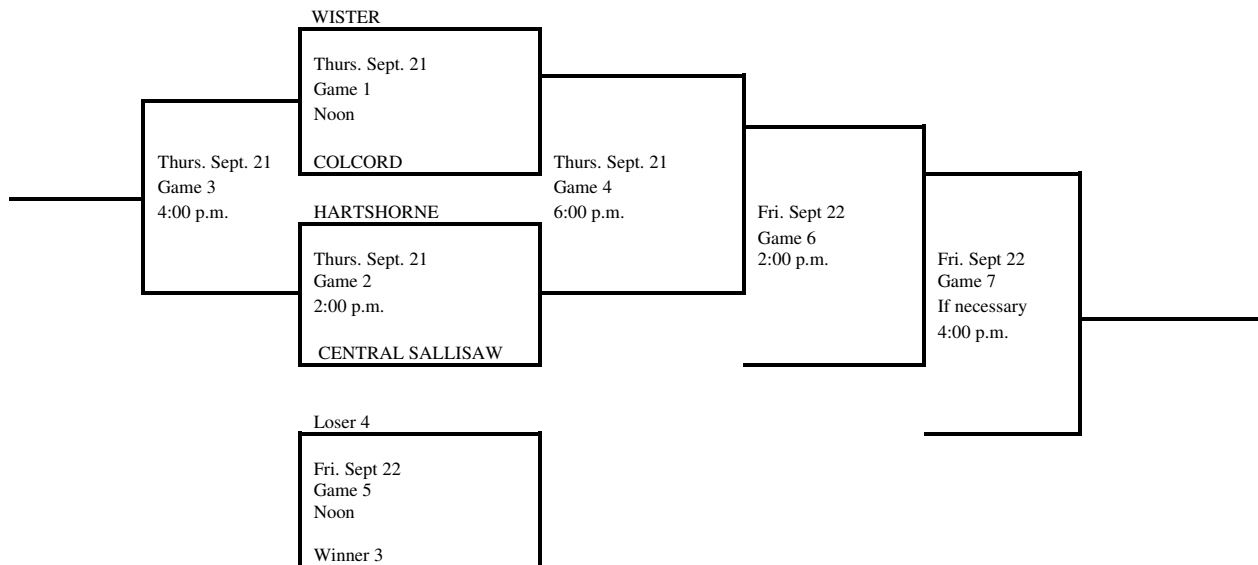 WISTER
Thurs. Sept. 21
Game 1
Noon
COLCORD
Thurs. Sept. 21
Game 3
4:00 p.m.
Thurs. Sept. 21
Game 4
6:00 p.m.
HARTSHORNE
Thurs. Sept. 21
Game 2
2:00 p.m.
CENTRAL SALLISAW
Fri. Sept 22
Game 6
2:00 p.m.
Fri. Sept 22
Game 7
If necessary
4:00 p.m.
Loser 4
Fri. Sept 22
Game 5
Noon
Winner 3